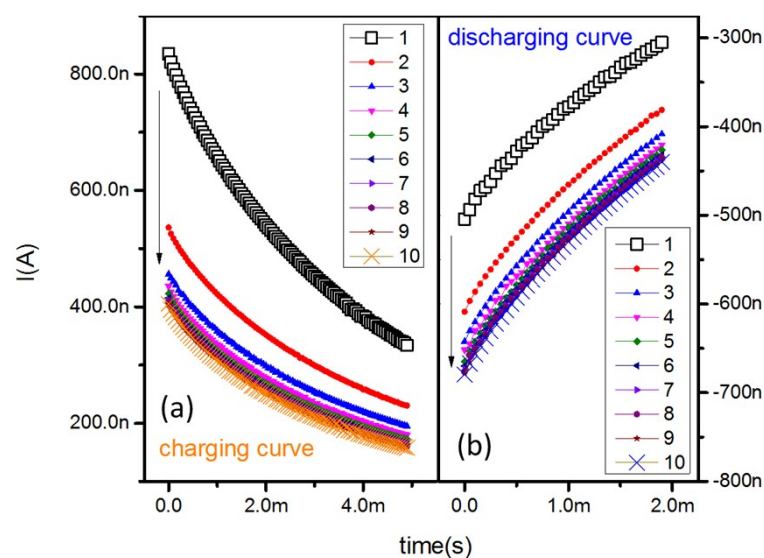 I(A)
800.0n
600.0n
400.0n
200.0n
1
2
3
4
5
6
7
8
9
10
(a)
charging curve
0.0
2.0m
4.0m
discharging curve
-300n
-400n
-500n
-600n
-700n
-800n
1
2
3
4
5
6
7
8
9
10
(b)
0.0
1.0m
2.0m
time(s)